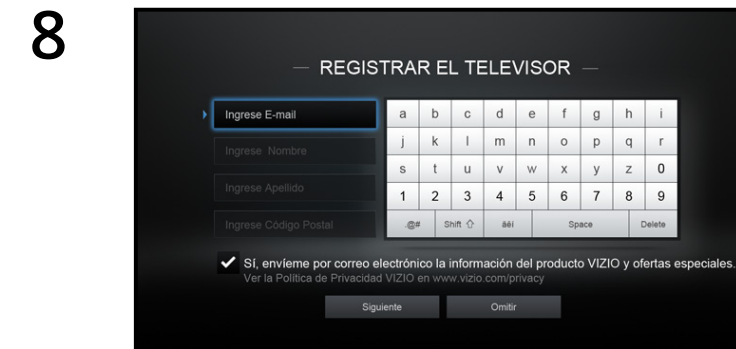 8
— REGISTRAR EL TELEVISOR —
Ingrese E-mail
Ingrese Nombre
Ingrese Apellido
Ingrese Código Postal
a b c d e f g h i
j k l m n o p q r
s t u v w x y z 0
1 2 3 4 5 6 7 8 9
.@# Shift áêì Space Delete
Sí, envíeme por correo electrónico la información del producto VIZIO y ofertas especiales.
Ver la Política de Privacidad VIZIO en www.vizio.com/privacy
Siguiente Omitir